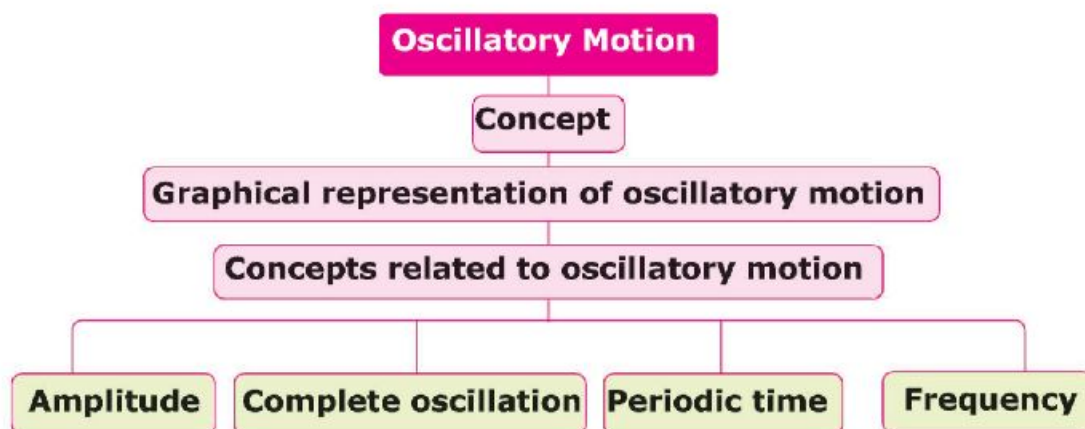 Oscillatory Motion
Concept
Graphical representation of oscillatory motion
Concepts related to oscillatory motion
Amplitude
Complete oscillation
Periodic time
Frequency